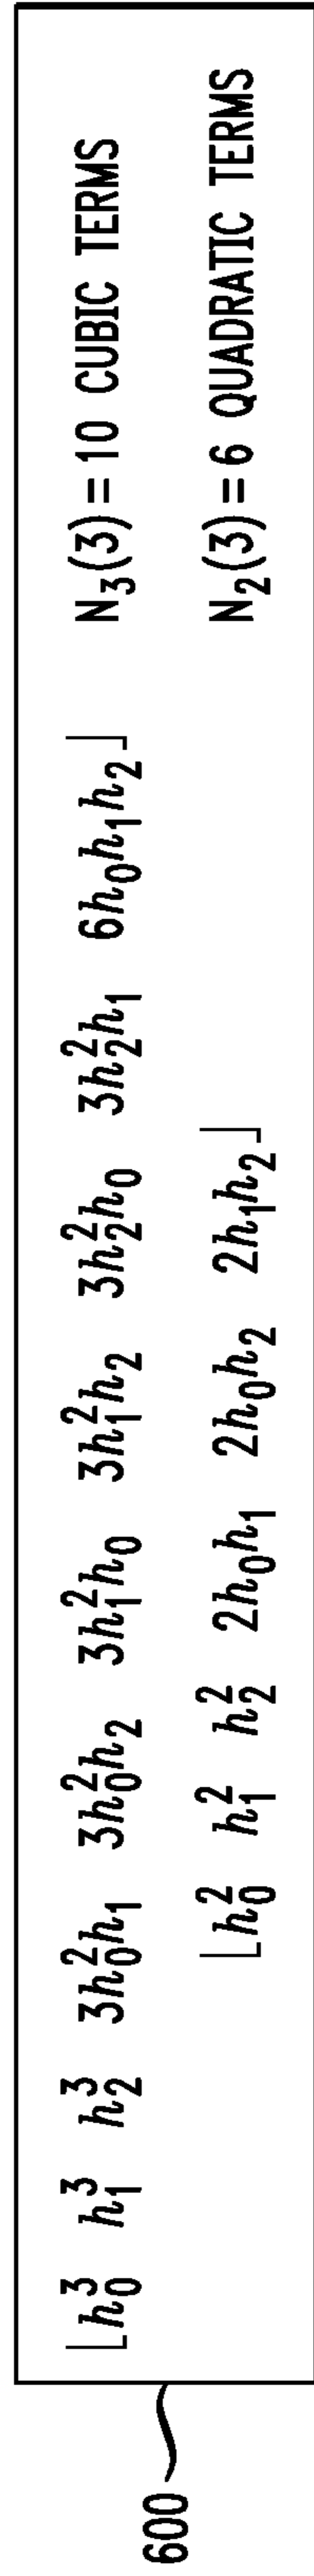 ⌊h₀³ h₁³ h₂³ 3h₀²h₁ 3h₀²h₂ 3h₁²h₀ 3h₁²h₂ 3h₂²h₀ 3h₂²h₁ 6h₀h₁h₂⌋ N₃(3) = 10 CUBIC TERMS
⌊h₀² h₁² h₂² 2h₀h₁ 2h₀h₂ 2h₁h₂⌋ N₂(3) = 6 QUADRATIC TERMS
600